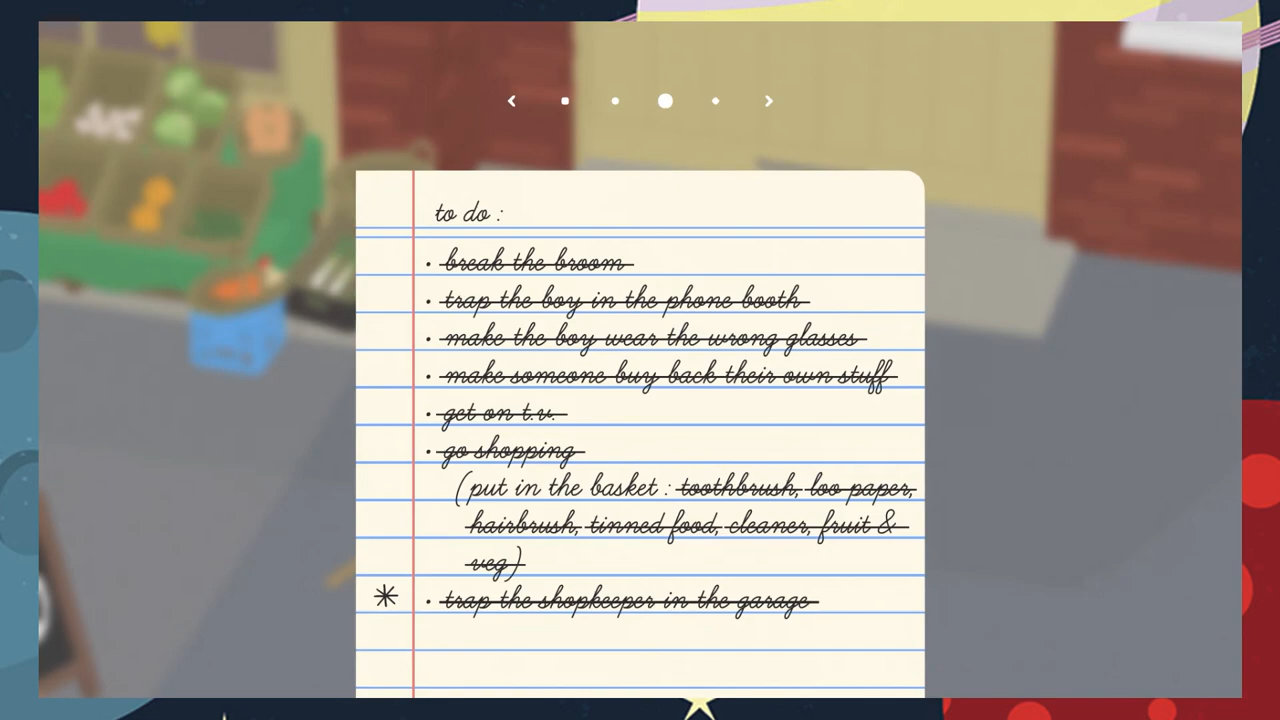 to do :
• break the broom
• trap the boy in the phone booth
• make the boy wear the wrong glasses
• make someone buy back their own stuff
• get on t.v.
• go shopping
(put in the basket : toothbrush, loo paper,
hairbrush, tinned food, cleaner, fruit &
veg)
* • trap the shopkeeper in the garage